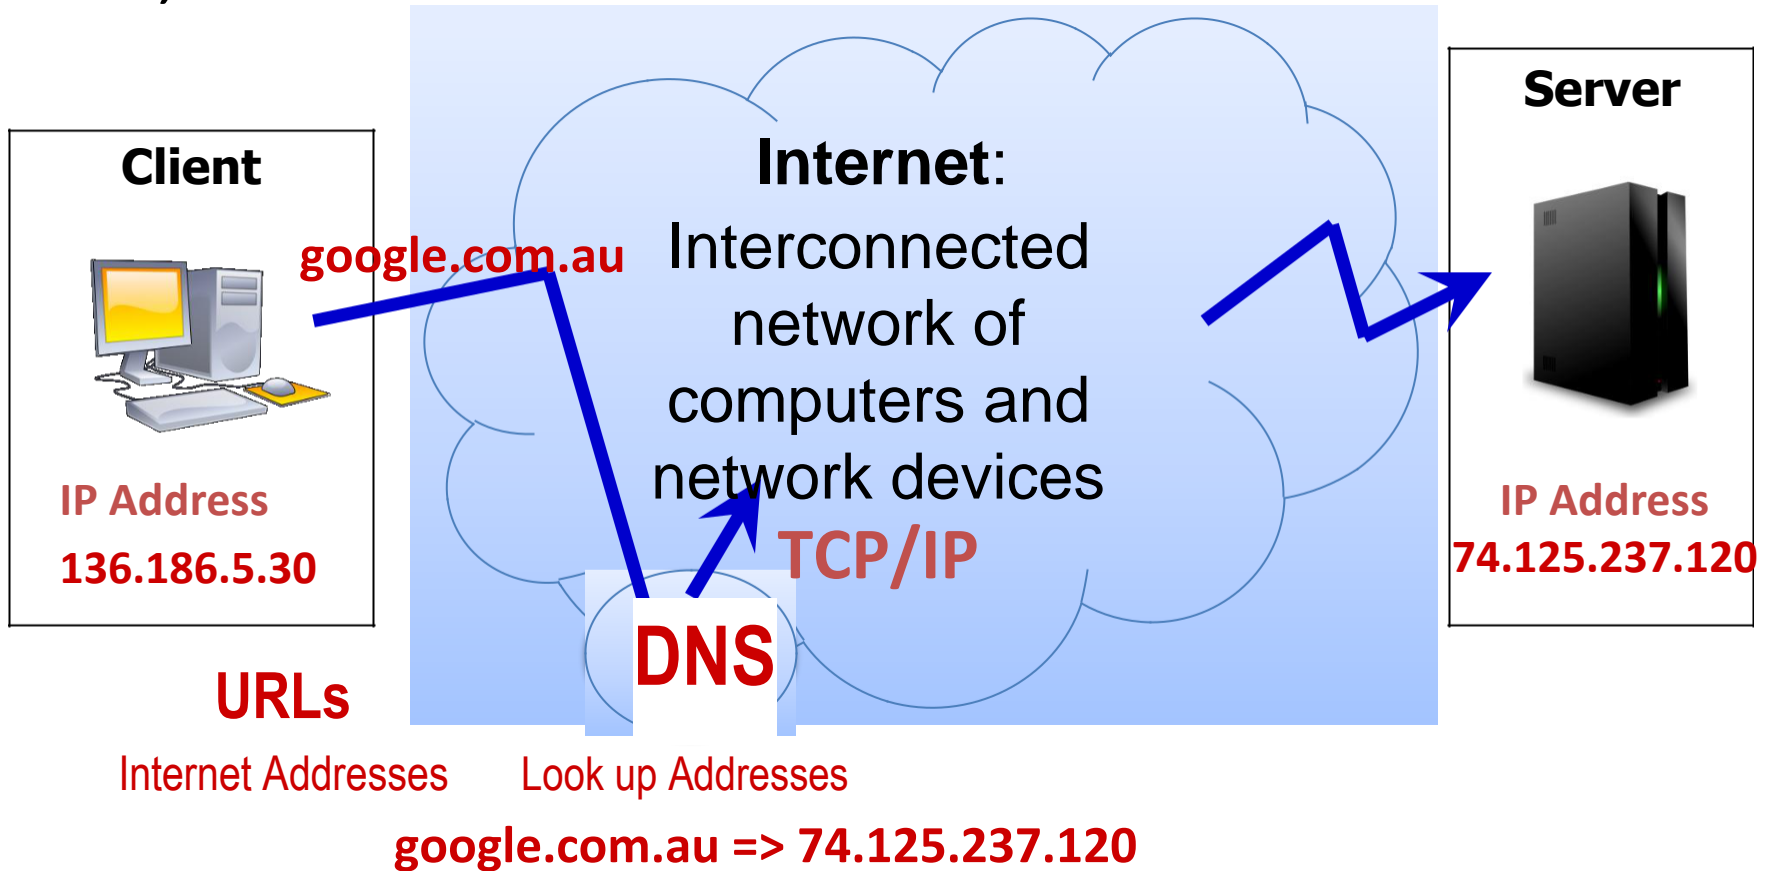 Client
google.com.au
IP Address
136.186.5.30
Internet:
Interconnected
network of
computers and
network devices
TCP/IP
DNS
Server
IP Address
74.125.237.120
URLs
Internet Addresses
Look up Addresses
google.com.au => 74.125.237.120